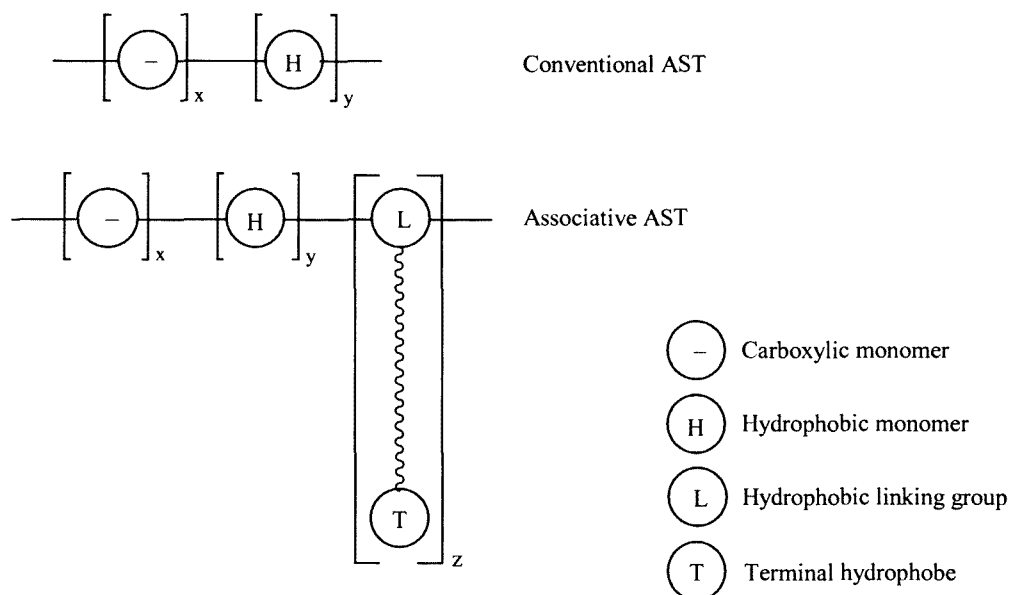 – H Conventional AST
x y
– H L Associative AST
x y
T
z
– Carboxylic monomer
H Hydrophobic monomer
L Hydrophobic linking group
T Terminal hydrophobe